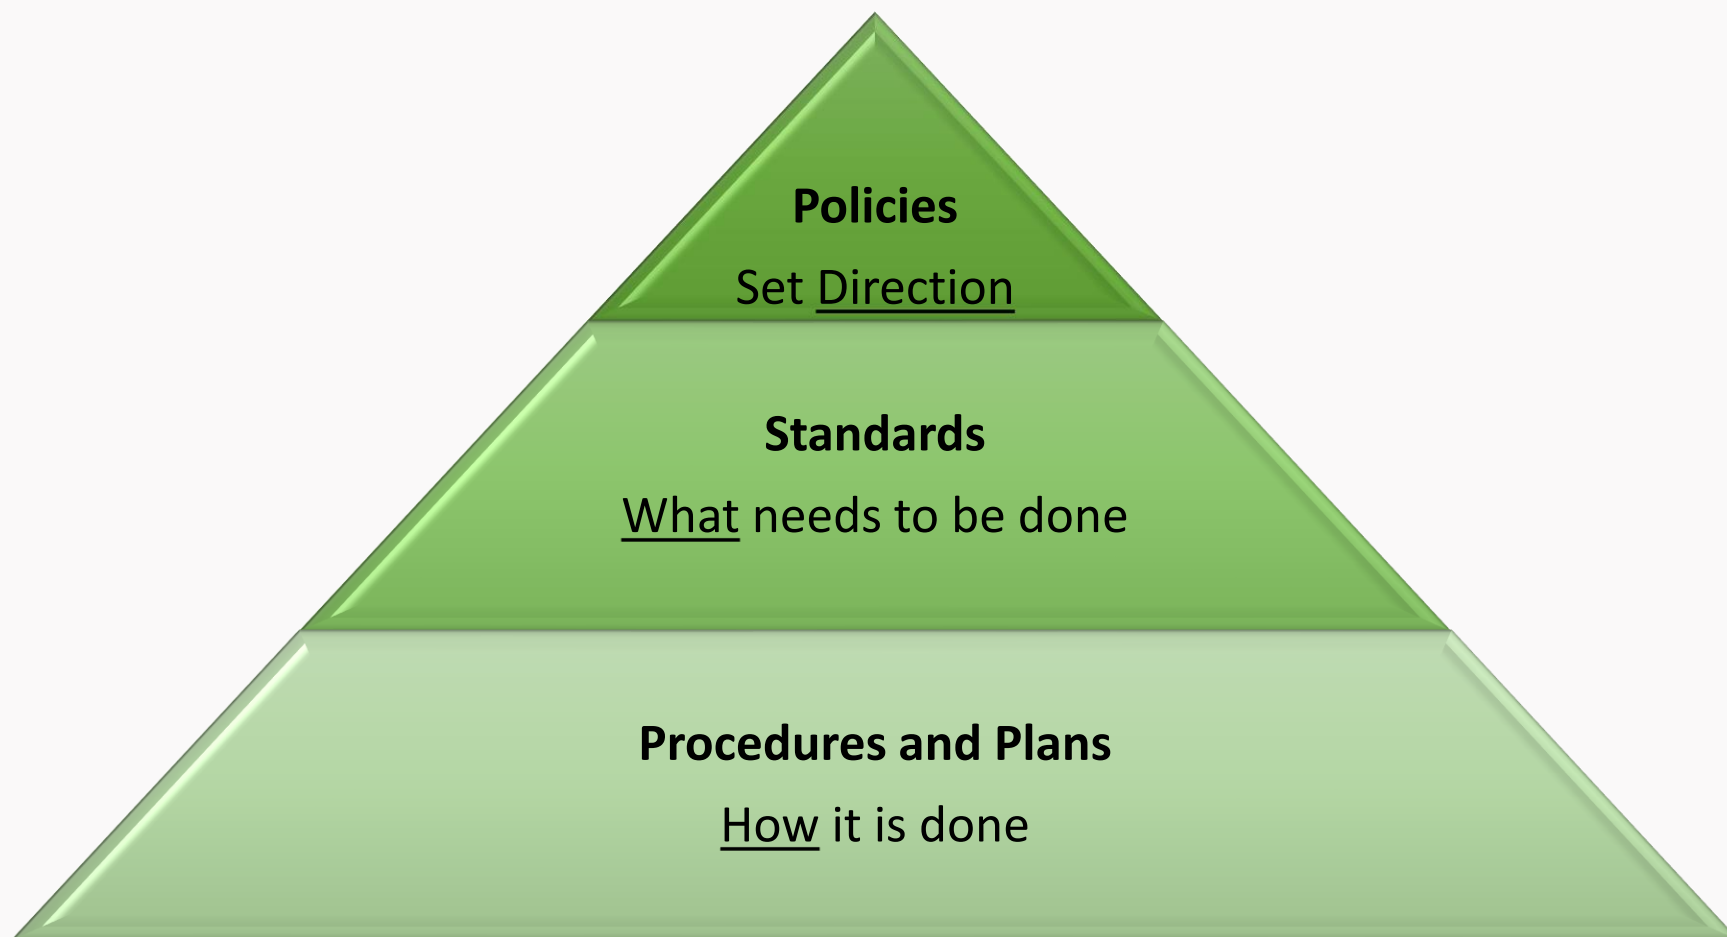 Policies
Set Direction
Standards
What needs to be done
Procedures and Plans
How it is done